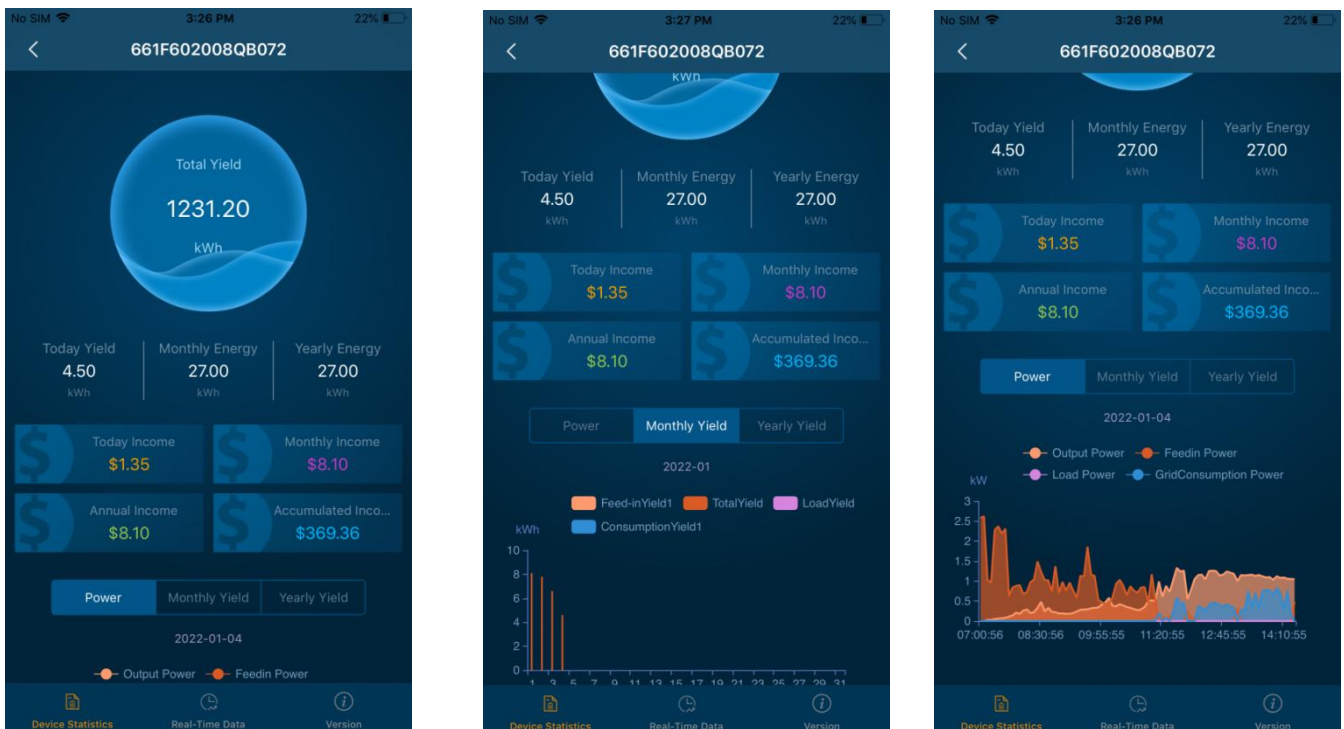 No SIM 3:26 PM 22%
661F602008QB072
Total Yield
1231.20
kWh
Today Yield Monthly Energy Yearly Energy
4.50 27.00 27.00
kWh kWh kWh
Today Income Monthly Income
$1.35 $8.10
Annual Income Accumulated Inco...
$8.10 $369.36
Power Monthly Yield Yearly Yield
2022-01-04
Output Power Feedin Power
Device Statistics Real-Time Data Version
No SIM 3:27 PM 22%
661F602008QB072
kWh
Today Yield Monthly Energy Yearly Energy
4.50 27.00 27.00
kWh kWh kWh
Today Income Monthly Income
$1.35 $8.10
Annual Income Accumulated Inco...
$8.10 $369.36
Power Monthly Yield Yearly Yield
2022-01
Feed-inYield1 TotalYield LoadYield
ConsumptionYield1
kWh
10
8
6
4
2
0
1 3 5 7 9 11 13 15 17 19 21 23 25 27 29 31
Device Statistics Real-Time Data Version
No SIM 3:26 PM 22%
661F602008QB072
Today Yield Monthly Energy Yearly Energy
4.50 27.00 27.00
kWh kWh kWh
Today Income Monthly Income
$1.35 $8.10
Annual Income Accumulated Inco...
$8.10 $369.36
Power Monthly Yield Yearly Yield
2022-01-04
Output Power Feedin Power
Load Power GridConsumption Power
kW
3
2.5
2
1.5
1
0.5
0
07:00:56 08:30:56 09:55:55 11:20:55 12:45:55 14:10:55
Device Statistics Real-Time Data Version